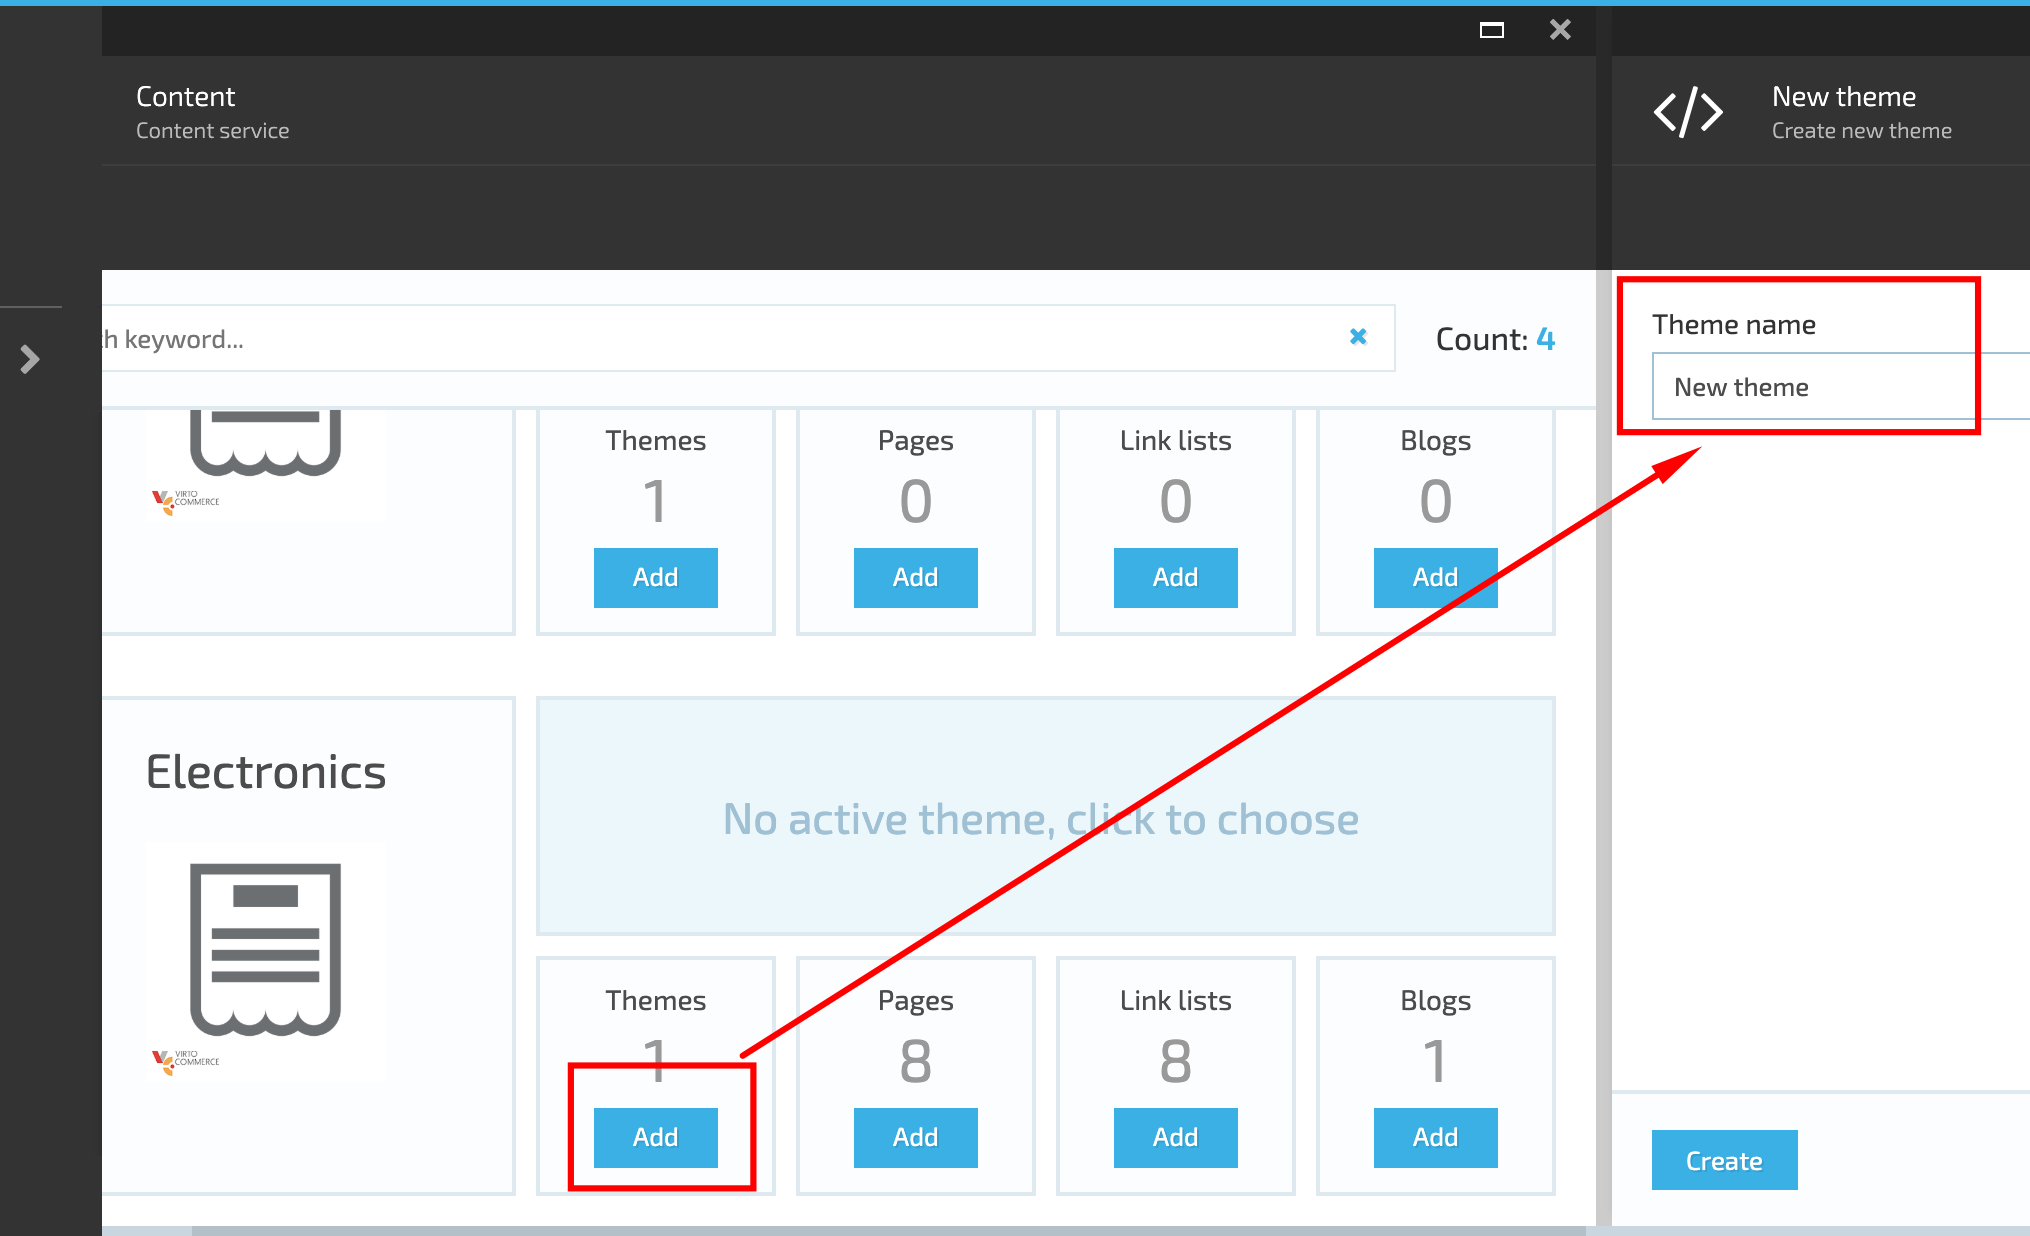 Content
Content service
New theme
Create new theme
h keyword...
Count: 4
Theme name
New theme
Themes
Pages
Link lists
Blogs
1
0
0
0
VIRTO
COMMERCE
Add
Add
Add
Add
Electronics
No active theme, click to choose
Themes
Pages
Link lists
Blogs
1
8
8
1
VIRTO
COMMERCE
Add
Add
Add
Add
Create